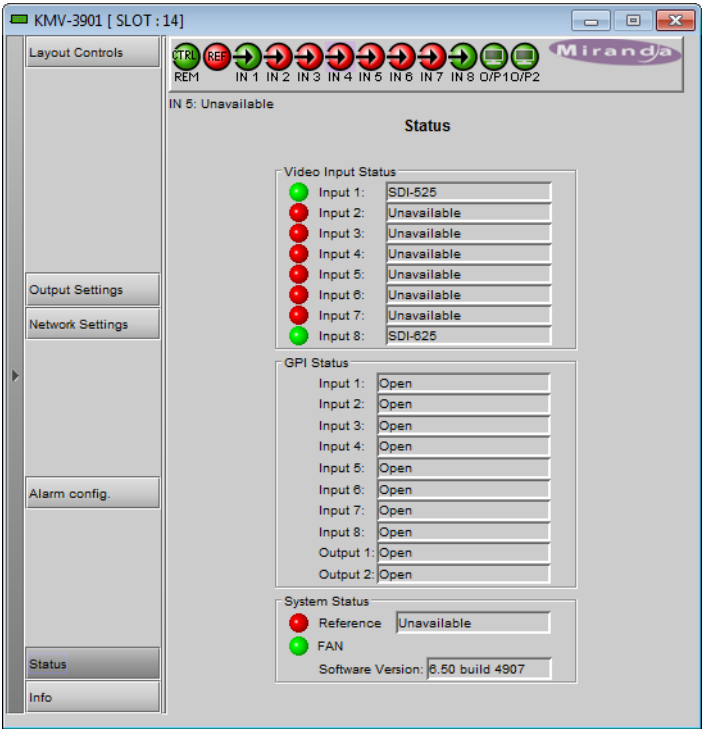 KMV-3901 [ SLOT : 14]
Layout Controls
CTRL REF
REM IN 1 IN 2 IN 3 IN 4 IN 5 IN 6 IN 7 IN 8 O/P1 O/P2
Miranda
IN 5: Unavailable
Status
Video Input Status
Input 1: SDI-525
Input 2: Unavailable
Input 3: Unavailable
Input 4: Unavailable
Input 5: Unavailable
Input 6: Unavailable
Input 7: Unavailable
Input 8: SDI-625
Output Settings
Network Settings
GPI Status
Input 1: Open
Input 2: Open
Input 3: Open
Input 4: Open
Input 5: Open
Input 6: Open
Input 7: Open
Input 8: Open
Output 1: Open
Output 2: Open
Alarm config.
System Status
Reference Unavailable
FAN
Software Version: 6.50 build 4907
Status
Info